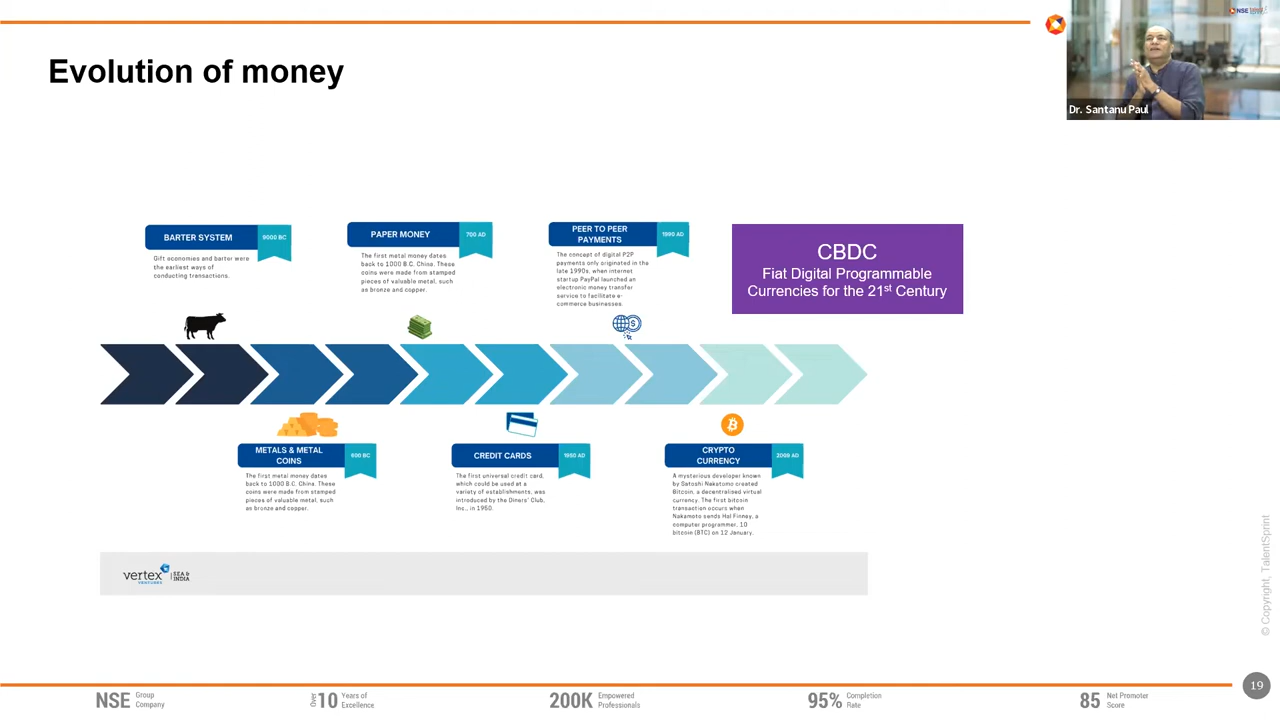 Evolution of money
NSE
Dr. Santanu Paul
BARTER SYSTEM
9000 BC
Gift economies and barter were
the earliest ways of
conducting transactions.
PAPER MONEY
700 AD
The first metal money dates
back to 1000 B.C. China. These
coins were made from stamped
pieces of valuable metal, such
as bronze and copper.
PEER TO PEER
PAYMENTS
1990 AD
The concept of digital P2P
payments only originated in the
late 1990s, when internet
startup PayPal launched an
electronic money transfer
service to facilitate e-
commerce businesses.
CBDC
Fiat Digital Programmable
Currencies for the 21st Century
METALS & METAL
COINS
600 BC
The first metal money dates
back to 1000 B.C. China. These
coins were made from stamped
pieces of valuable metal, such
as bronze and copper.
CREDIT CARDS
1950 AD
The first universal credit card,
which could be used at a
variety of establishments, was
introduced by the Diners' Club,
Inc., in 1950.
CRYPTO
CURRENCY
2009 AD
A mysterious developer known
by Satoshi Nakatumo created
Bitcoin, a decentralised virtual
currency. The first bitcoin
transaction occurs when
Nakamoto sends Hal Finney, a
computer programmer, 10
bitcoin (BTC) on 12 January.
vertex
VENTURES
SEA &
INDIA
© Copyright, TalentSprint
19
NSE Group
Company
Over 10 Years of
Excellence
200K Empowered
Professionals
95% Completion
Rate
85 Net Promoter
Score